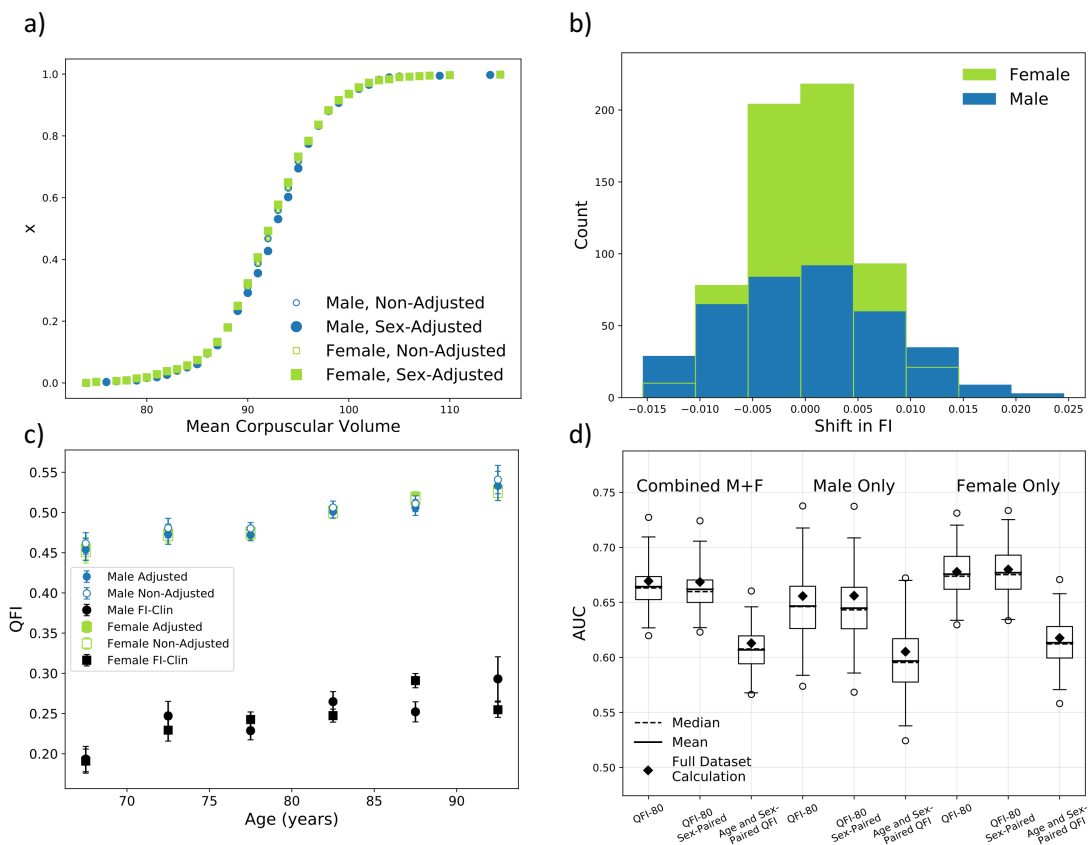 a)
1.0
0.8
0.6
0.4
0.2
0.0
x
80
90
100
110
Mean Corpuscular Volume
Male, Non-Adjusted
Male, Sex-Adjusted
Female, Non-Adjusted
Female, Sex-Adjusted
b)
200
150
100
50
0
Count
−0.015
−0.010
−0.005
0.000
0.005
0.010
0.015
0.020
0.025
Shift in FI
Female
Male
c)
0.55
0.50
0.45
0.40
0.35
0.30
0.25
0.20
QFI
70
75
80
85
90
Age (years)
Male Adjusted
Male Non-Adjusted
Male FI-Clin
Female Adjusted
Female Non-Adjusted
Female FI-Clin
d)
0.75
0.70
0.65
0.60
0.55
0.50
AUC
Combined M+F
Male Only
Female Only
Median
Mean
Full Dataset
Calculation
QFI-80
QFI-80
Sex-Paired
Age and Sex-
Paired QFI
QFI-80
QFI-80
Sex-Paired
Age and Sex-
Paired QFI
QFI-80
QFI-80
Sex-Paired
Age and Sex-
Paired QFI